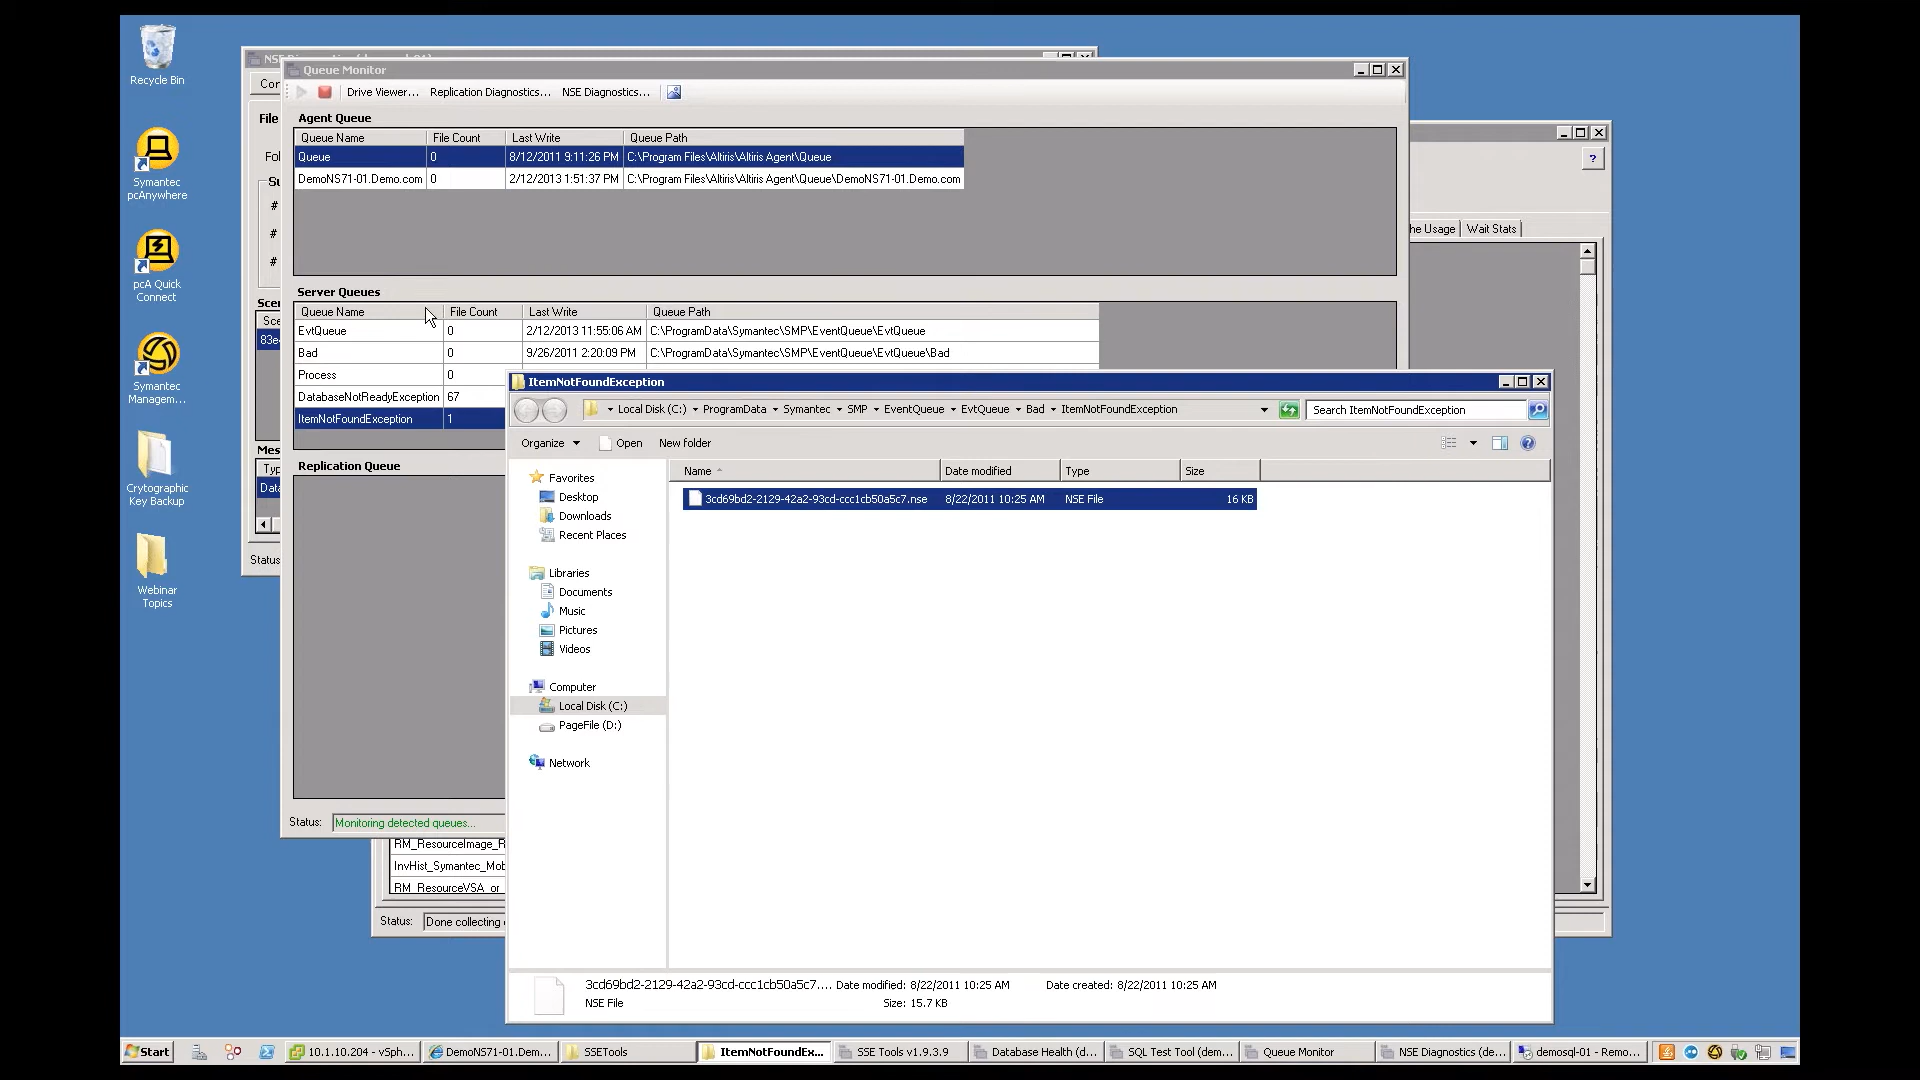 Recycle Bin
Symantec
pcAnywhere
pcA Quick
Connect
Symantec
Managem...
Crytographic
Key Backup
Webinar
Topics
Con
File
Fol
#
#
#
Scen
83e
Status
Queue Monitor
Drive Viewer... Replication Diagnostics... NSE Diagnostics...
Agent Queue
Queue Name File Count Last Write Queue Path
Queue 0 8/12/2011 9:11:26 PM C:\Program Files\Altiris\Altiris Agent\Queue
DemoNS71-01.Demo.com 0 2/12/2013 1:51:37 PM C:\Program Files\Altiris\Altiris Agent\Queue\DemoNS71-01.Demo.com
Server Queues
Queue Name File Count Last Write Queue Path
EvtQueue 0 2/12/2013 11:55:06 AM C:\ProgramData\Symantec\SMP\EventQueue\EvtQueue
Bad 0 9/26/2011 2:20:09 PM C:\ProgramData\Symantec\SMP\EventQueue\EvtQueue\Bad
Process 0
DatabaseNotReadyException 67
ItemNotFoundException 1
Replication Queue
Status: Monitoring detected queues...
?
he Usage Wait Stats
RM_ResourceImage_R
InvHist_Symantec_Mob
RM_ResourceVSA_or
Status: Done collecting
ItemNotFoundException
Local Disk (C:) ProgramData Symantec SMP EventQueue EvtQueue Bad ItemNotFoundException Search ItemNotFoundException
Organize Open New folder
Favorites
Desktop
Downloads
Recent Places
Libraries
Documents
Music
Pictures
Videos
Computer
Local Disk (C:)
PageFile (D:)
Network
Name Date modified Type Size
3cd69bd2-2129-42a2-93cd-ccc1cb50a5c7.nse 8/22/2011 10:25 AM NSE File 16 KB
3cd69bd2-2129-42a2-93cd-ccc1cb50a5c7.... Date modified: 8/22/2011 10:25 AM Date created: 8/22/2011 10:25 AM
NSE File Size: 15.7 KB
Start 10.1.10.204 - vSph... DemoNS71-01.Dem... SSETools ItemNotFoundEx... SSE Tools v1.9.3.9 Database Health (d... SQL Test Tool (dem... Queue Monitor NSE Diagnostics (de... demosql-01 - Remo...